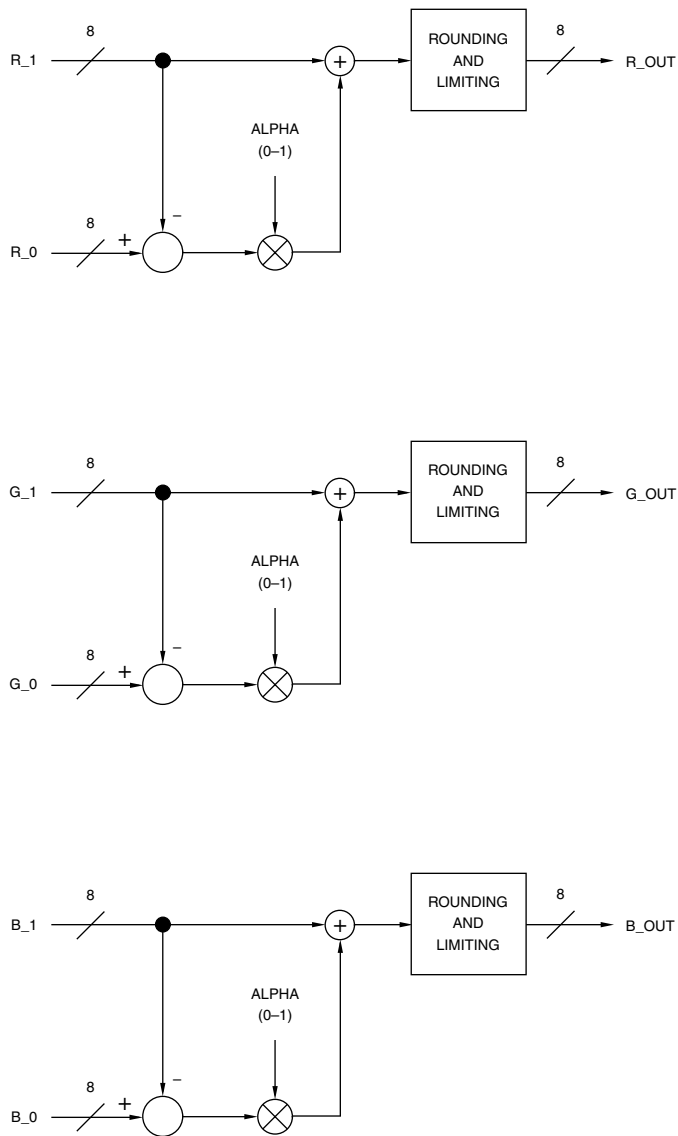 8
8
R_1
+
ROUNDING
AND
LIMITING
R_OUT
ALPHA
(0–1)
8
+
–
R_0
8
8
G_1
+
ROUNDING
AND
LIMITING
G_OUT
ALPHA
(0–1)
8
+
–
G_0
8
8
B_1
+
ROUNDING
AND
LIMITING
B_OUT
ALPHA
(0–1)
8
+
–
B_0